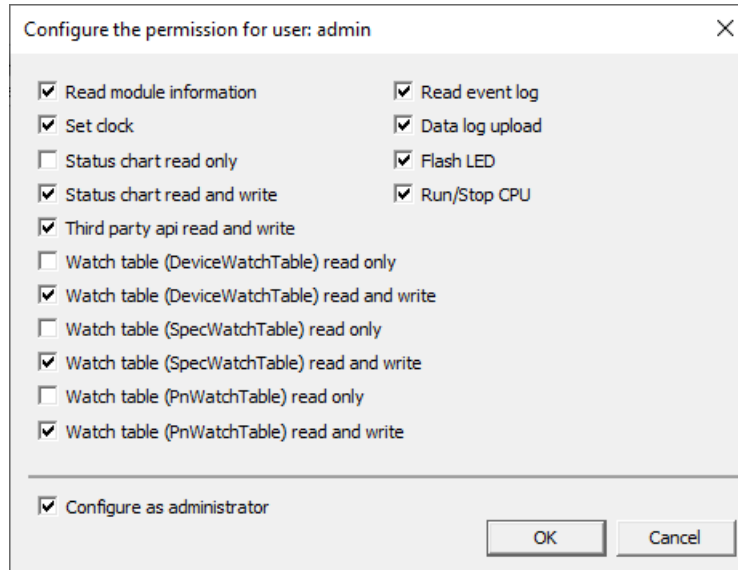 Configure the permission for user: admin
Read module information
Set clock
Status chart read only
Status chart read and write
Third party api read and write
Watch table (DeviceWatchTable) read only
Watch table (DeviceWatchTable) read and write
Watch table (SpecWatchTable) read only
Watch table (SpecWatchTable) read and write
Watch table (PnWatchTable) read only
Watch table (PnWatchTable) read and write
Read event log
Data log upload
Flash LED
Run/Stop CPU
Configure as administrator
OK
Cancel